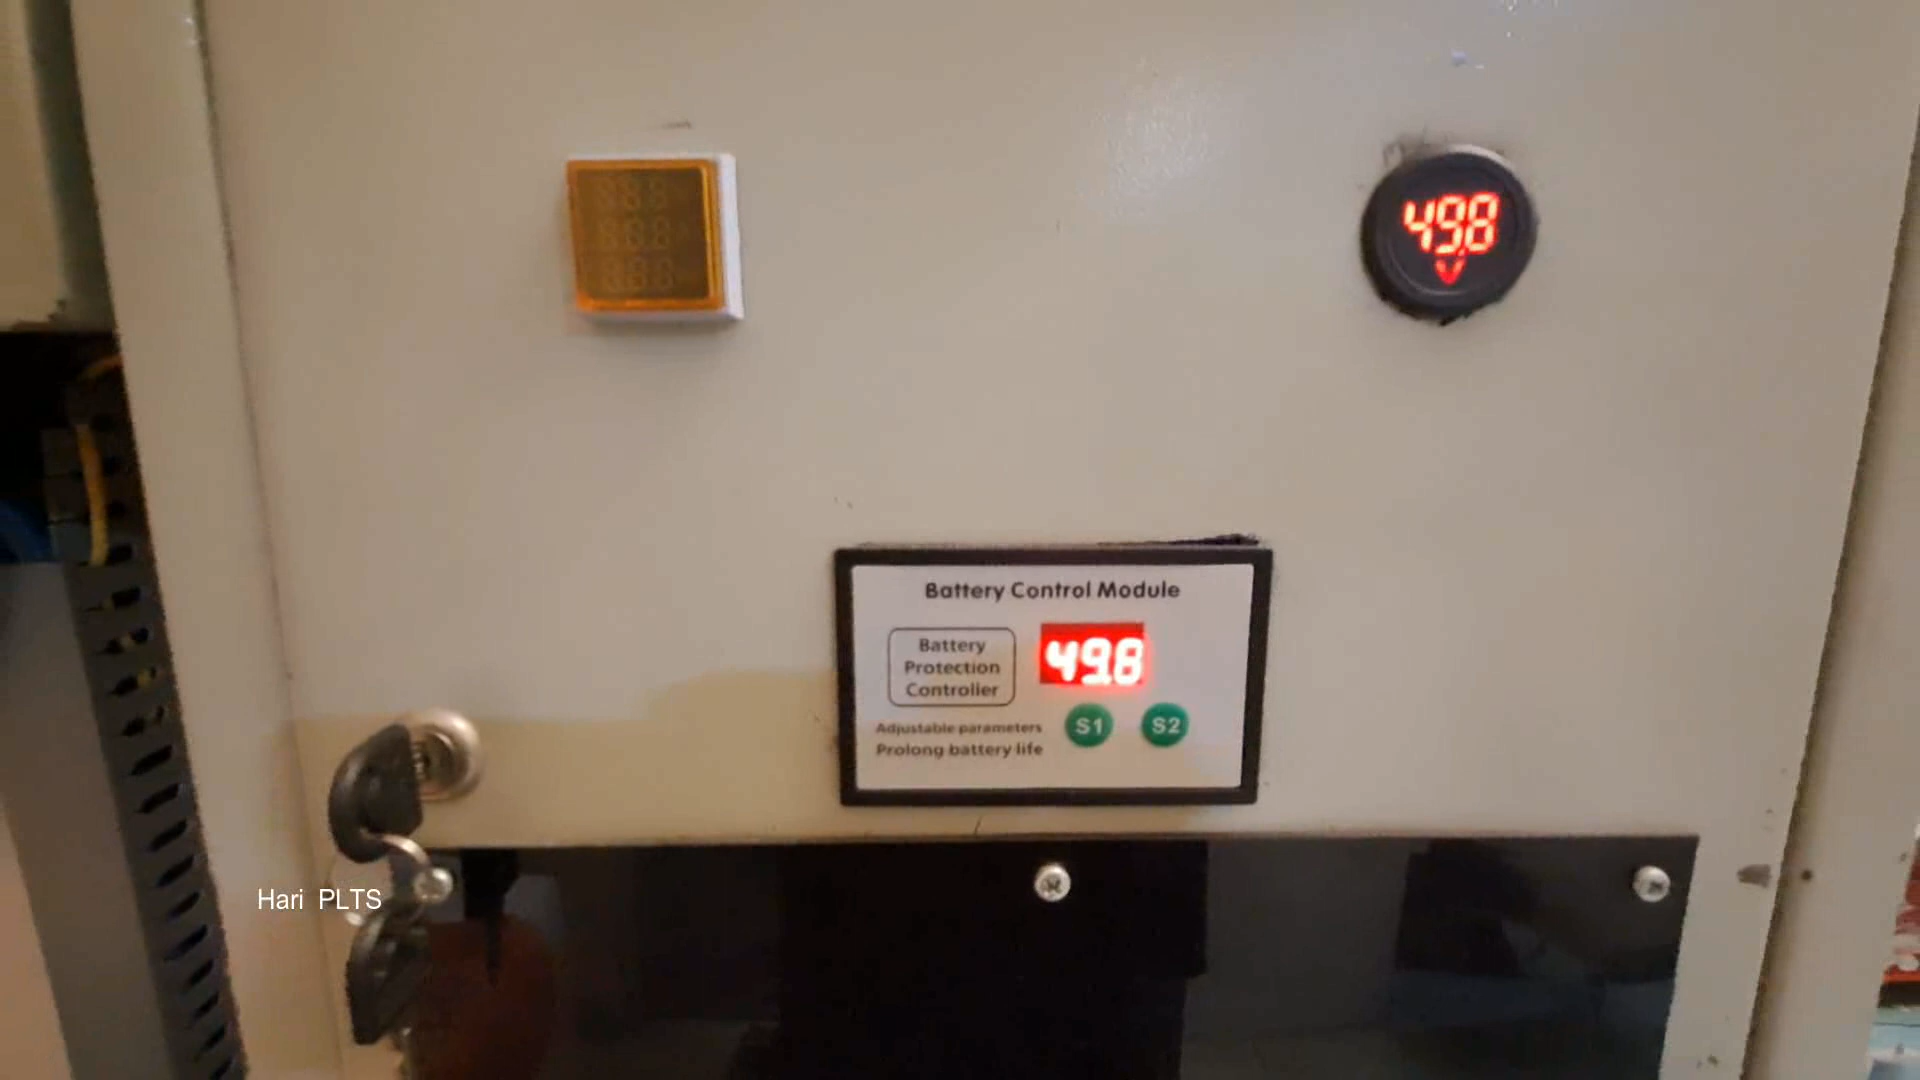 49.8
V
Battery Control Module
Battery
Protection
Controller
49.8
Adjustable parameters
Prolong battery life
S1
S2
Hari PLTS